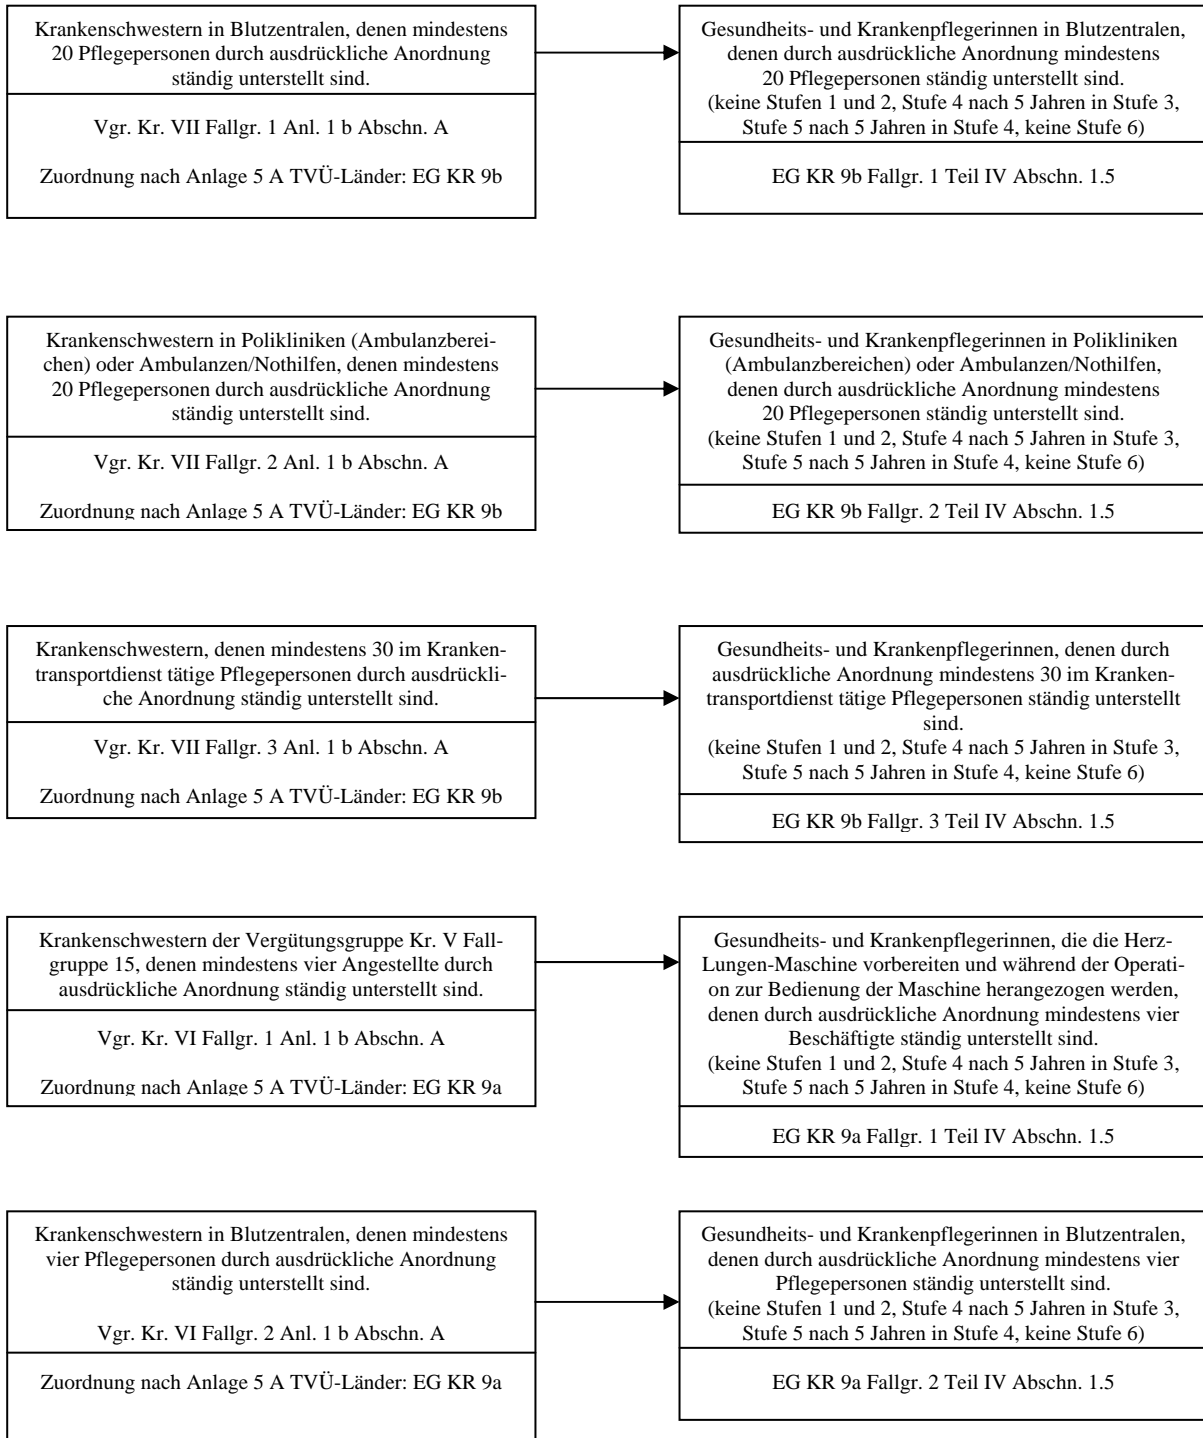 Krankenschwestern in Blutzentralen, denen mindestens
20 Pflegepersonen durch ausdrückliche Anordnung
ständig unterstellt sind.
Vgr. Kr. VII Fallgr. 1 Anl. 1 b Abschn. A
Zuordnung nach Anlage 5 A TVÜ-Länder: EG KR 9b
Gesundheits- und Krankenpflegerinnen in Blutzentralen,
denen durch ausdrückliche Anordnung mindestens
20 Pflegepersonen ständig unterstellt sind.
(keine Stufen 1 und 2, Stufe 4 nach 5 Jahren in Stufe 3,
Stufe 5 nach 5 Jahren in Stufe 4, keine Stufe 6)
EG KR 9b Fallgr. 1 Teil IV Abschn. 1.5
Krankenschwestern in Polikliniken (Ambulanzberei-
chen) oder Ambulanzen/Nothilfen, denen mindestens
20 Pflegepersonen durch ausdrückliche Anordnung
ständig unterstellt sind.
Vgr. Kr. VII Fallgr. 2 Anl. 1 b Abschn. A
Zuordnung nach Anlage 5 A TVÜ-Länder: EG KR 9b
Gesundheits- und Krankenpflegerinnen in Polikliniken
(Ambulanzbereichen) oder Ambulanzen/Nothilfen,
denen durch ausdrückliche Anordnung mindestens
20 Pflegepersonen ständig unterstellt sind.
(keine Stufen 1 und 2, Stufe 4 nach 5 Jahren in Stufe 3,
Stufe 5 nach 5 Jahren in Stufe 4, keine Stufe 6)
EG KR 9b Fallgr. 2 Teil IV Abschn. 1.5
Krankenschwestern, denen mindestens 30 im Kranken-
transportdienst tätige Pflegepersonen durch ausdrückli-
che Anordnung ständig unterstellt sind.
Vgr. Kr. VII Fallgr. 3 Anl. 1 b Abschn. A
Zuordnung nach Anlage 5 A TVÜ-Länder: EG KR 9b
Gesundheits- und Krankenpflegerinnen, denen durch
ausdrückliche Anordnung mindestens 30 im Kranken-
transportdienst tätige Pflegepersonen ständig unterstellt
sind.
(keine Stufen 1 und 2, Stufe 4 nach 5 Jahren in Stufe 3,
Stufe 5 nach 5 Jahren in Stufe 4, keine Stufe 6)
EG KR 9b Fallgr. 3 Teil IV Abschn. 1.5
Krankenschwestern der Vergütungsgruppe Kr. V Fall-
gruppe 15, denen mindestens vier Angestellte durch
ausdrückliche Anordnung ständig unterstellt sind.
Vgr. Kr. VI Fallgr. 1 Anl. 1 b Abschn. A
Zuordnung nach Anlage 5 A TVÜ-Länder: EG KR 9a
Gesundheits- und Krankenpflegerinnen, die die Herz-
Lungen-Maschine vorbereiten und während der Operati-
on zur Bedienung der Maschine herangezogen werden,
denen durch ausdrückliche Anordnung mindestens vier
Beschäftigte ständig unterstellt sind.
(keine Stufen 1 und 2, Stufe 4 nach 5 Jahren in Stufe 3,
Stufe 5 nach 5 Jahren in Stufe 4, keine Stufe 6)
EG KR 9a Fallgr. 1 Teil IV Abschn. 1.5
Krankenschwestern in Blutzentralen, denen mindestens
vier Pflegepersonen durch ausdrückliche Anordnung
ständig unterstellt sind.
Vgr. Kr. VI Fallgr. 2 Anl. 1 b Abschn. A
Zuordnung nach Anlage 5 A TVÜ-Länder: EG KR 9a
Gesundheits- und Krankenpflegerinnen in Blutzentralen,
denen durch ausdrückliche Anordnung mindestens vier
Pflegepersonen ständig unterstellt sind.
(keine Stufen 1 und 2, Stufe 4 nach 5 Jahren in Stufe 3,
Stufe 5 nach 5 Jahren in Stufe 4, keine Stufe 6)
EG KR 9a Fallgr. 2 Teil IV Abschn. 1.5